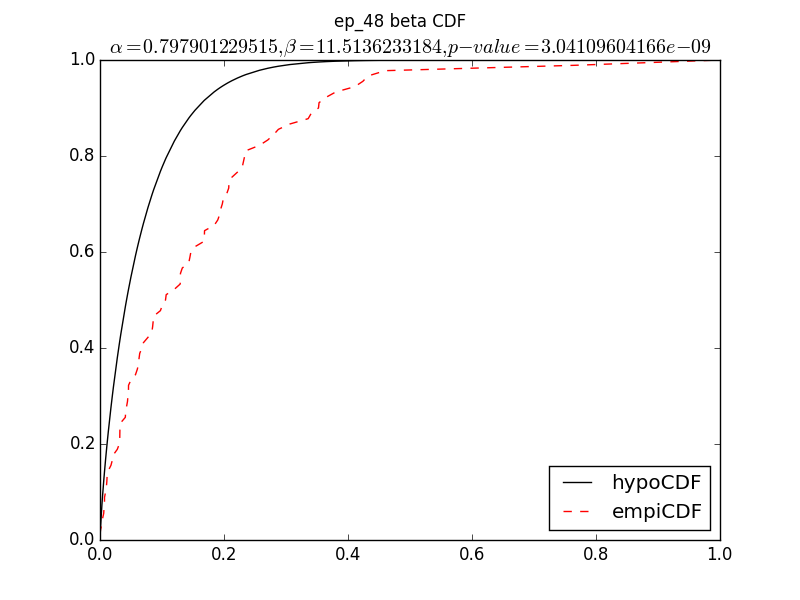 ep_48 beta CDF
α=0.797901229515,β=11.5136233184,p−value=3.04109604166e−09
1.0
0.8
0.6
0.4
0.2
0.0
hypoCDF
empiCDF
0.0 0.2 0.4 0.6 0.8 1.0